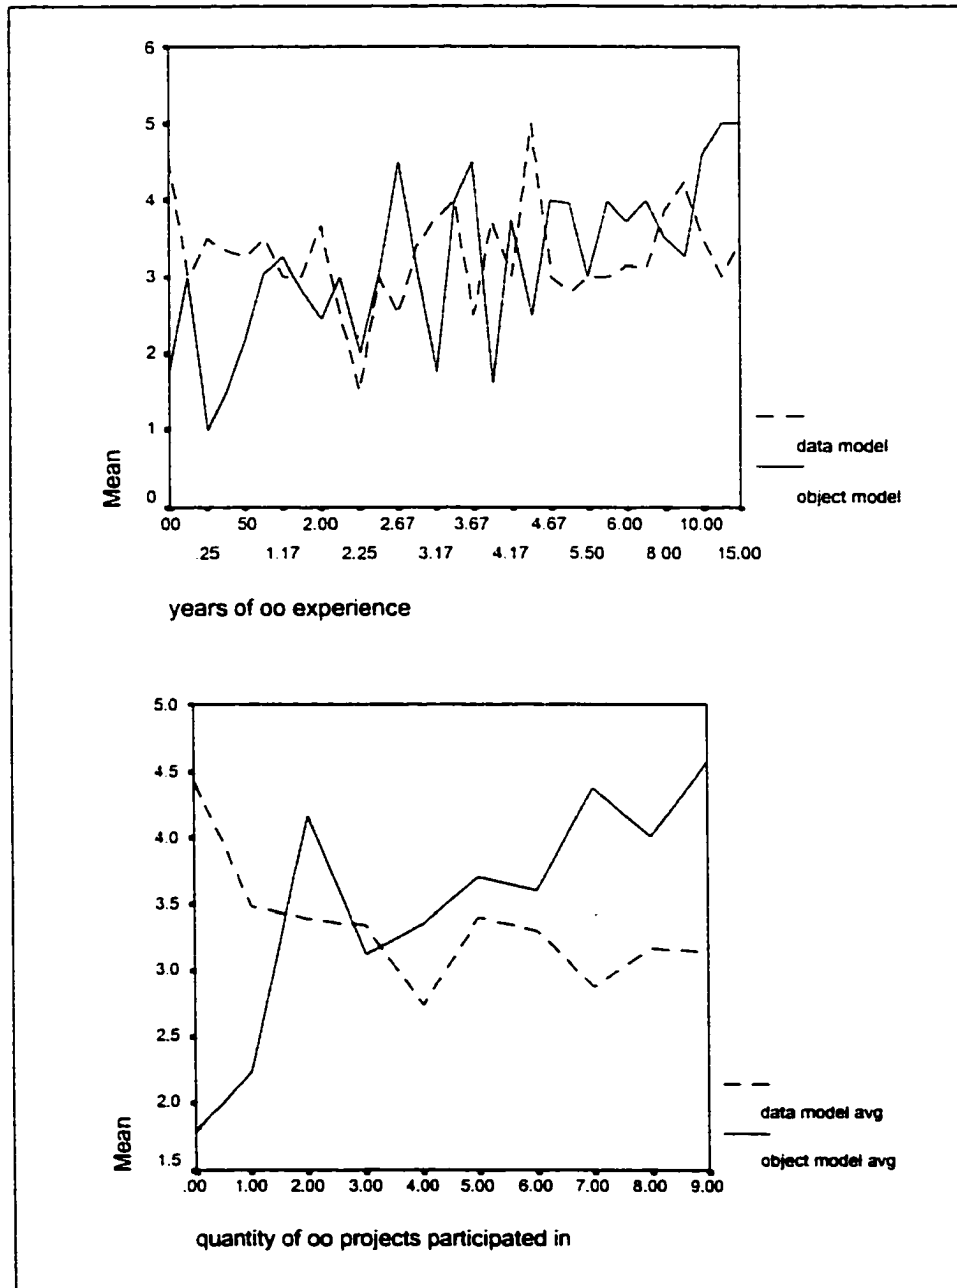 6
5
4
3
2
1
0
Mean
00 50 2.00 2.67 3.67 4.67 6.00 10.00
.25 1.17 2.25 3.17 4.17 5.50 8.00 15.00
years of oo experience
data model
object model
5.0
4.5
4.0
3.5
3.0
2.5
2.0
1.5
Mean
.00 1.00 2.00 3.00 4.00 5.00 6.00 7.00 8.00 9.00
quantity of oo projects participated in
data model avg
object model avg